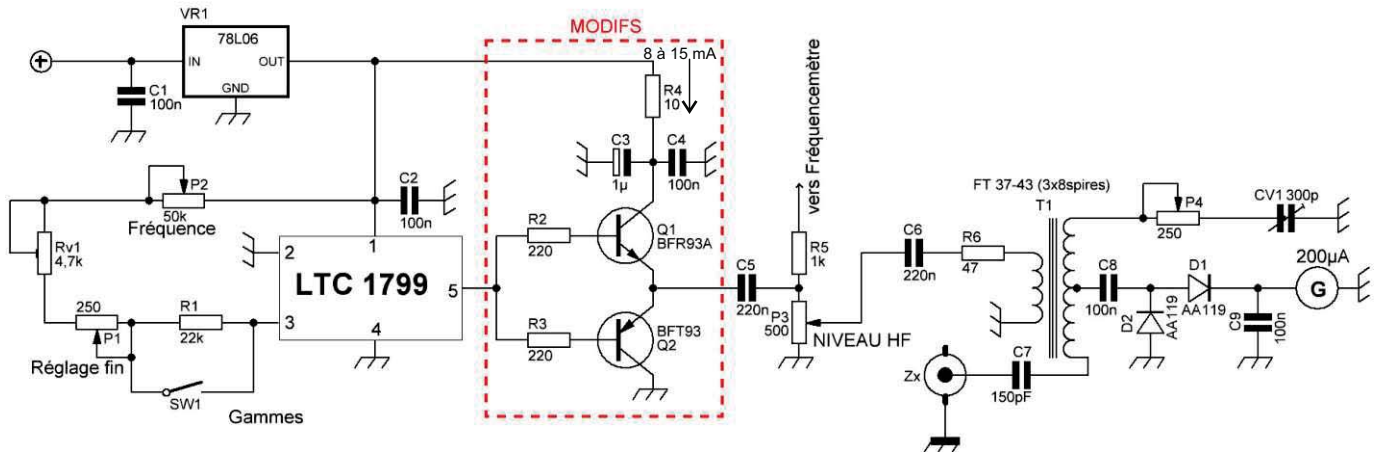 VR1
78L06
IN
OUT
GND
C1
100n
MODIFS
8 à 15 mA
R4
10
C3
1µ
C4
100n
P2
50k
Fréquence
C2
100n
Rv1
4,7k
250
P1
Réglage fin
R1
22k
SW1
Gammes
1
2
LTC 1799
3
4
5
R2
220
R3
220
Q1
BFR93A
BFT93
Q2
C5
220n
vers Fréquencemètre
R5
1k
P3
500
NIVEAU HF
C6
220n
R6
47
FT 37-43 (3x8spires)
T1
P4
250
CV1 300p
C8
100n
D1
AA119
D2
AA119
C9
100n
200µA
G
Zx
C7
150pF